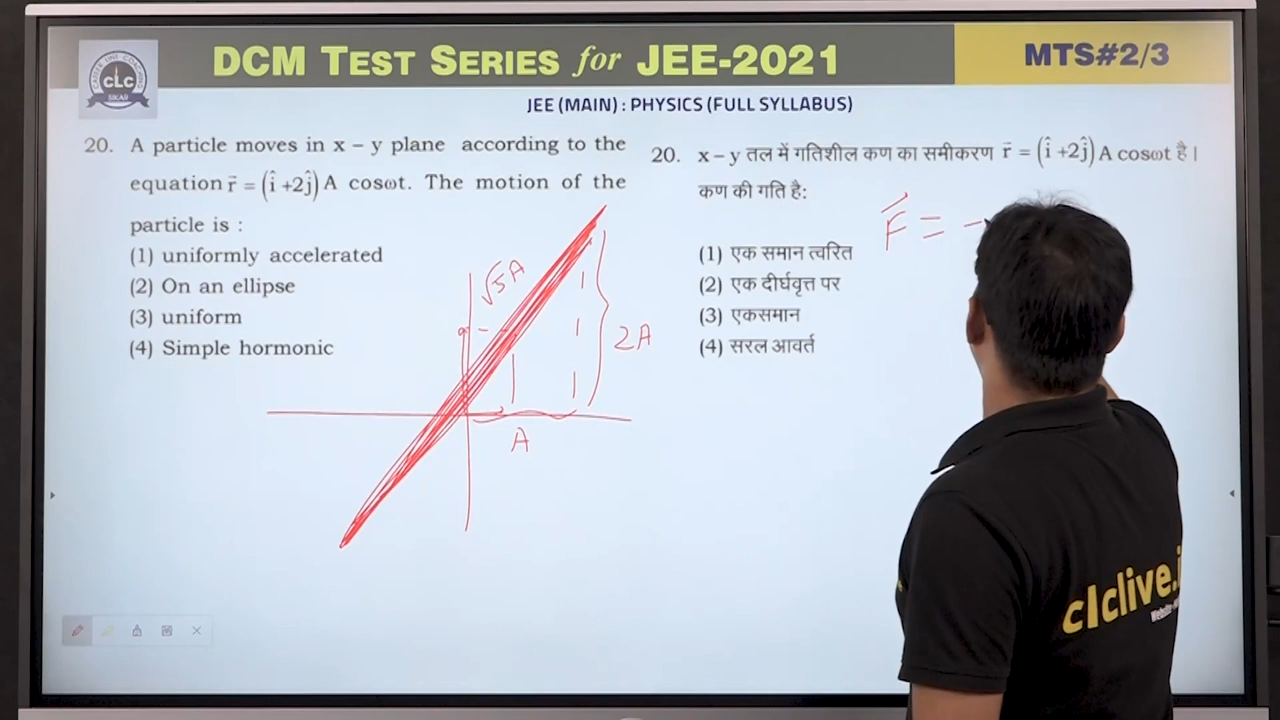 DCM TEST SERIES for JEE-2021
MTS#2/3
CLC
SIKAR
JEE (MAIN) : PHYSICS (FULL SYLLABUS)
20. A particle moves in x – y plane according to the
equation r⃗ = (î +2ĵ) A cosωt. The motion of the
particle is :
(1) uniformly accelerated
(2) On an ellipse
(3) uniform
(4) Simple hormonic
√5A
2A
A
20. x – y तल में गतिशील कण का समीकरण r⃗ = (î +2ĵ) A cosωt है।
कण की गति है:
(1) एक समान त्वरित
(2) एक दीर्घवृत्त पर
(3) एकसमान
(4) सरल आवर्त
F⃗ = -
clclive.i